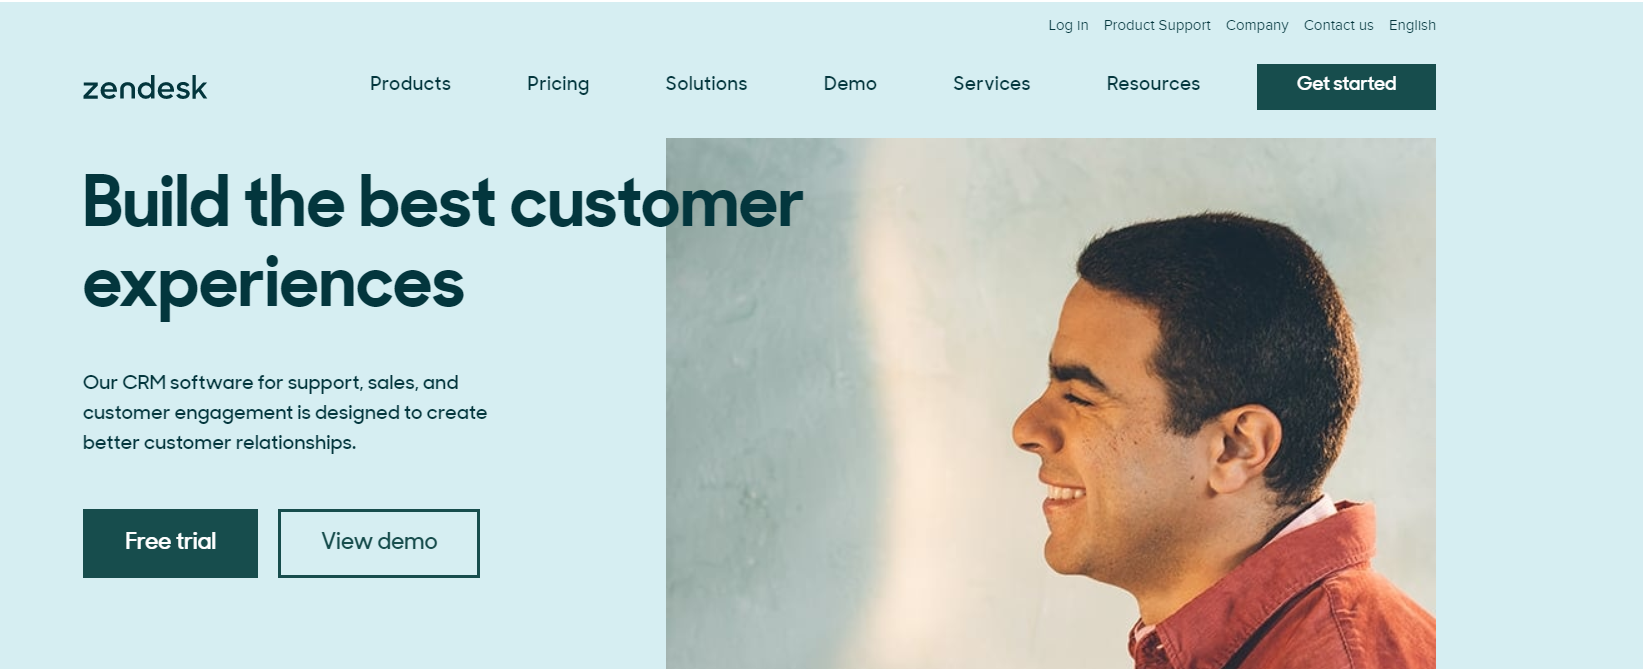 Log in Product Support Company Contact us English
zendesk Products Pricing Solutions Demo Services Resources Get started
Build the best customer
experiences
Our CRM software for support, sales, and
customer engagement is designed to create
better customer relationships.
Free trial View demo